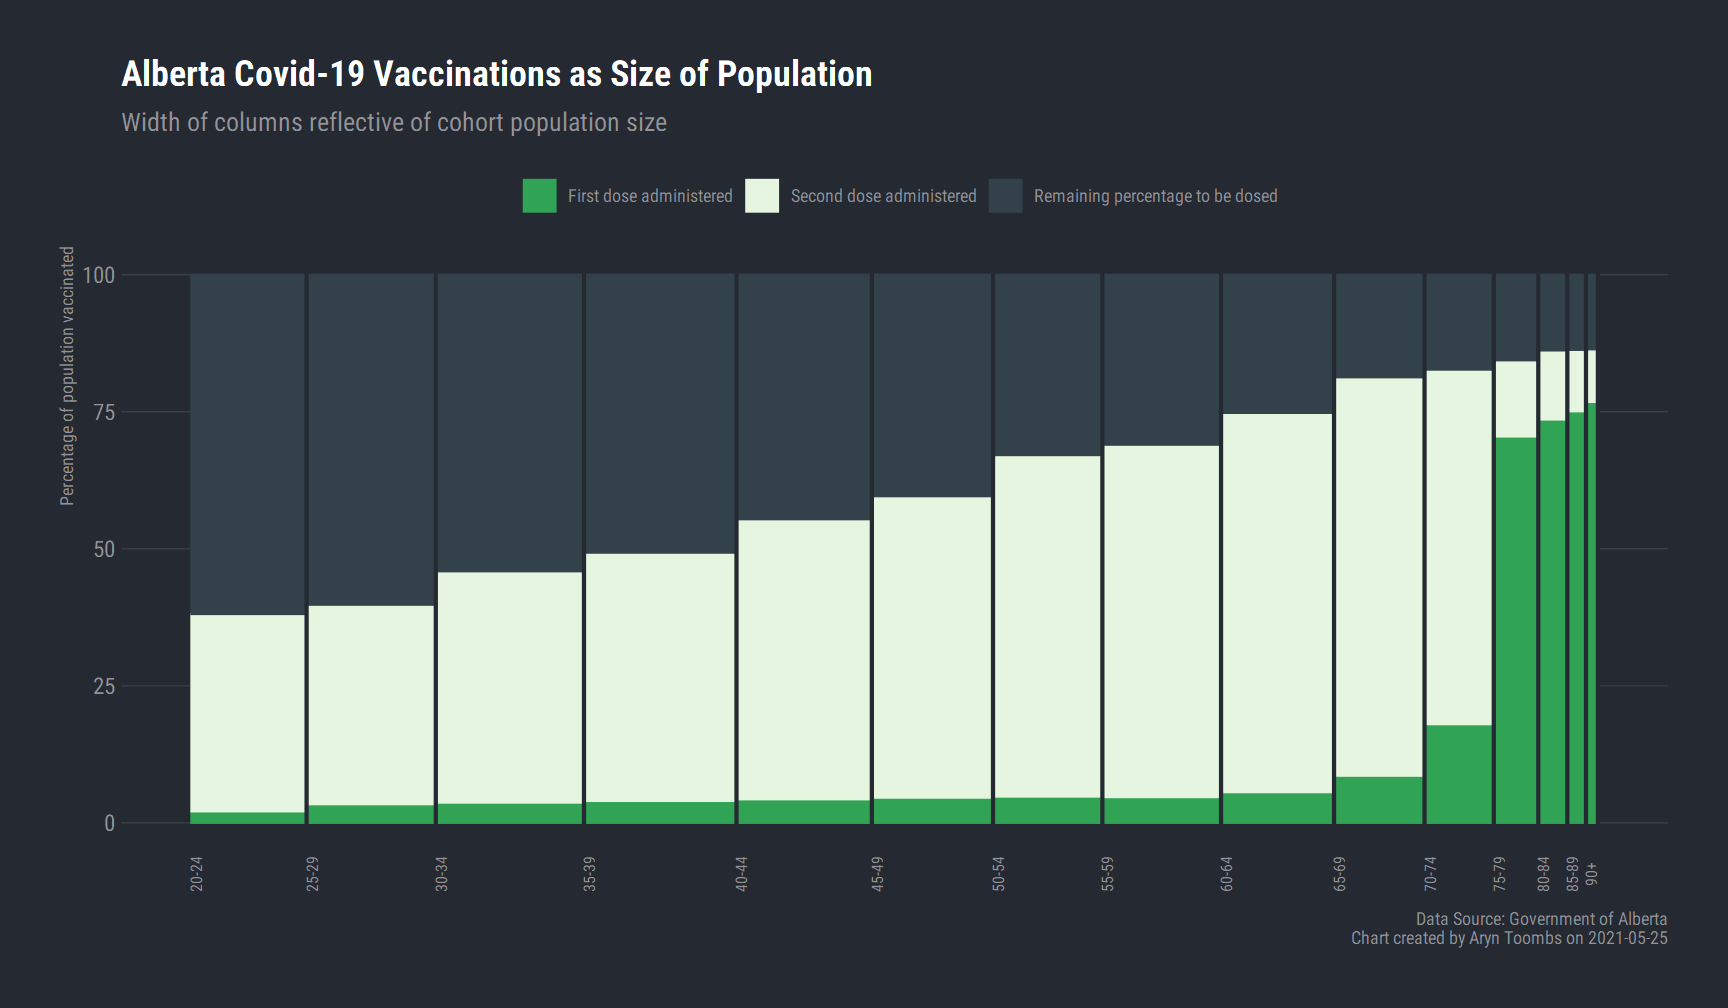 Alberta Covid-19 Vaccinations as Size of Population
Width of columns reflective of cohort population size
First dose administered
Second dose administered
Remaining percentage to be dosed
Percentage of population vaccinated
100
75
50
25
0
20-24
25-29
30-34
35-39
40-44
45-49
50-54
55-59
60-64
65-69
70-74
75-79
80-84
85-89
90+
Data Source: Government of Alberta
Chart created by Aryn Toombs on 2021-05-25